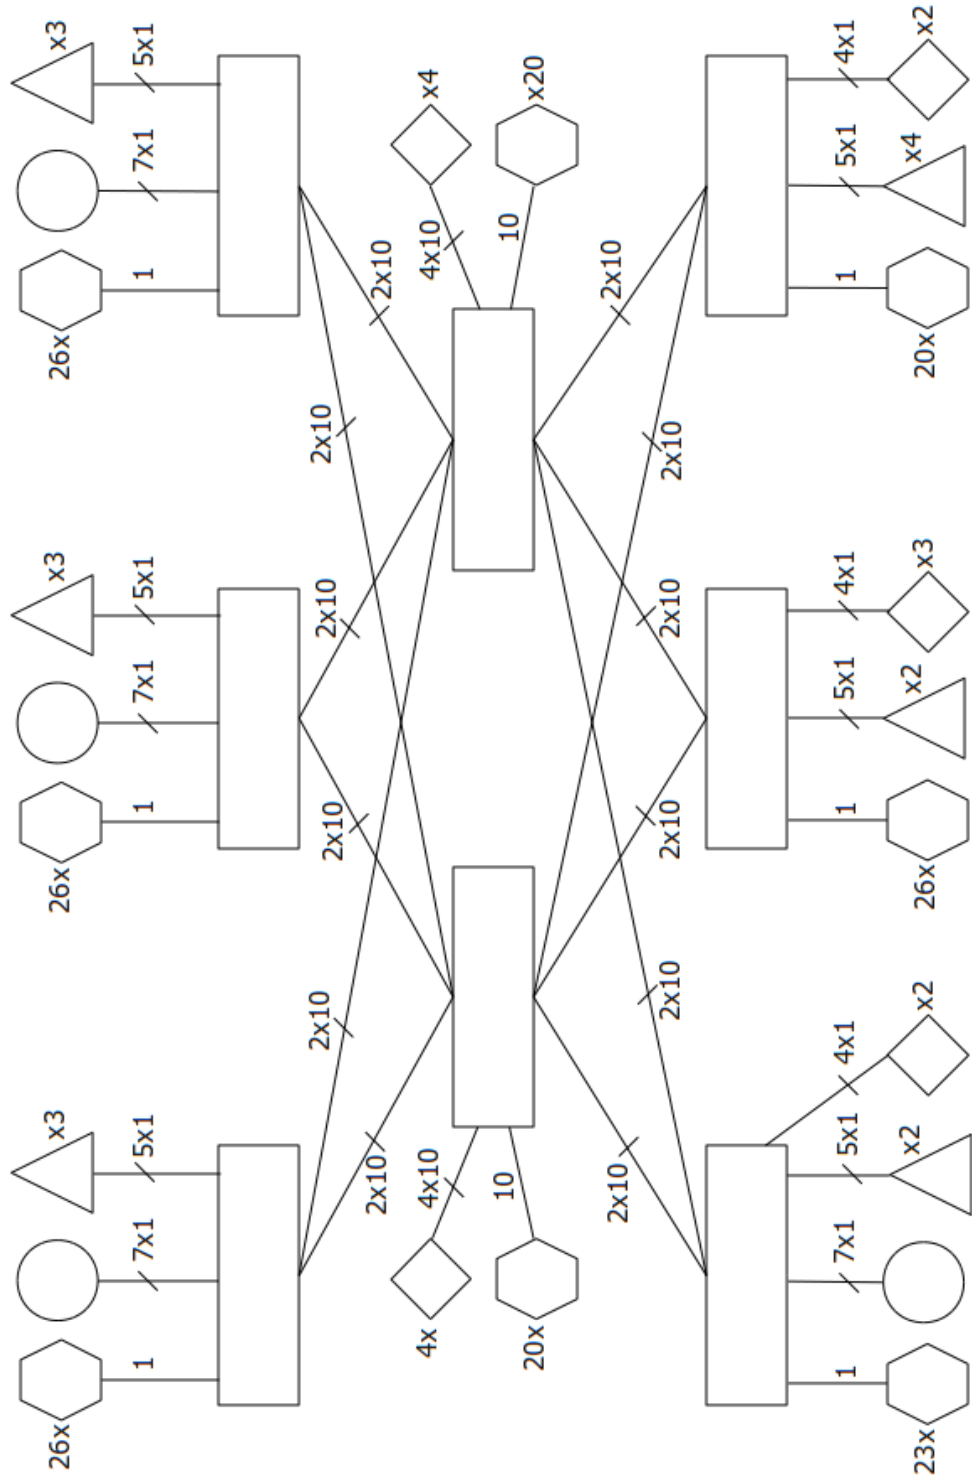 26x x3 26x x3 26x x3
1 7x1 5x1 1 7x1 5x1 1 7x1 5x1
2x10 2x10 2x10 2x10 2x10 2x10
4x 4x10 4x10 x4
20x 10 10 x20
2x10 2x10 2x10 2x10 2x10 2x10
1 7x1 5x1 4x1 1 5x1 4x1 1 5x1 4x1
23x x2 x2 26x x2 x3 20x x4 x2